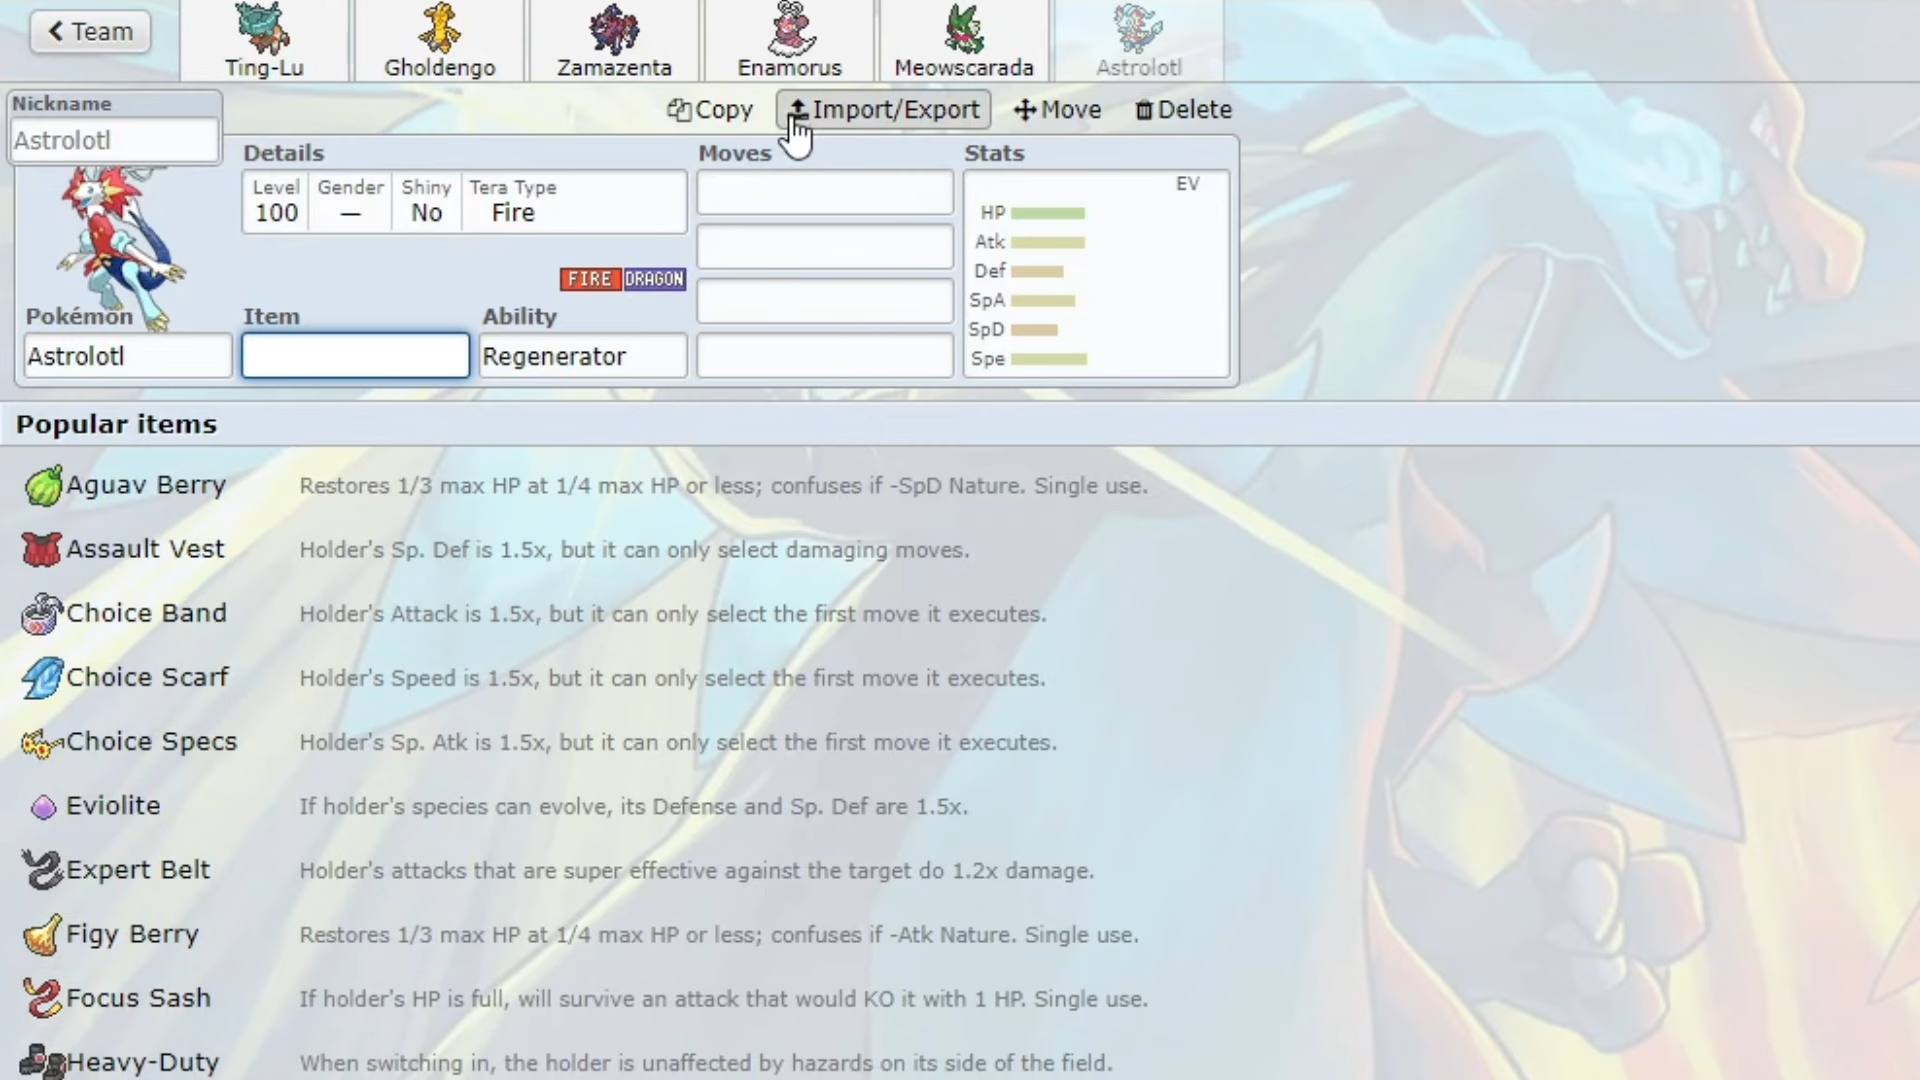 Team
Ting-Lu
Gholdengo
Zamazenta
Enamorus
Meowscarada
Astrolotl
Nickname
Astrolotl
Copy
Import/Export
Move
Delete
Details
Moves
Stats
Level
Gender
Shiny
Tera Type
100
—
No
Fire
EV
HP
Atk
Def
SpA
SpD
Spe
FIRE
DRAGON
Pokémon
Item
Ability
Astrolotl
Regenerator
Popular items
Aguav Berry Restores 1/3 max HP at 1/4 max HP or less; confuses if -SpD Nature. Single use.
Assault Vest Holder's Sp. Def is 1.5x, but it can only select damaging moves.
Choice Band Holder's Attack is 1.5x, but it can only select the first move it executes.
Choice Scarf Holder's Speed is 1.5x, but it can only select the first move it executes.
Choice Specs Holder's Sp. Atk is 1.5x, but it can only select the first move it executes.
Eviolite If holder's species can evolve, its Defense and Sp. Def are 1.5x.
Expert Belt Holder's attacks that are super effective against the target do 1.2x damage.
Figy Berry Restores 1/3 max HP at 1/4 max HP or less; confuses if -Atk Nature. Single use.
Focus Sash If holder's HP is full, will survive an attack that would KO it with 1 HP. Single use.
Heavy-Duty When switching in, the holder is unaffected by hazards on its side of the field.